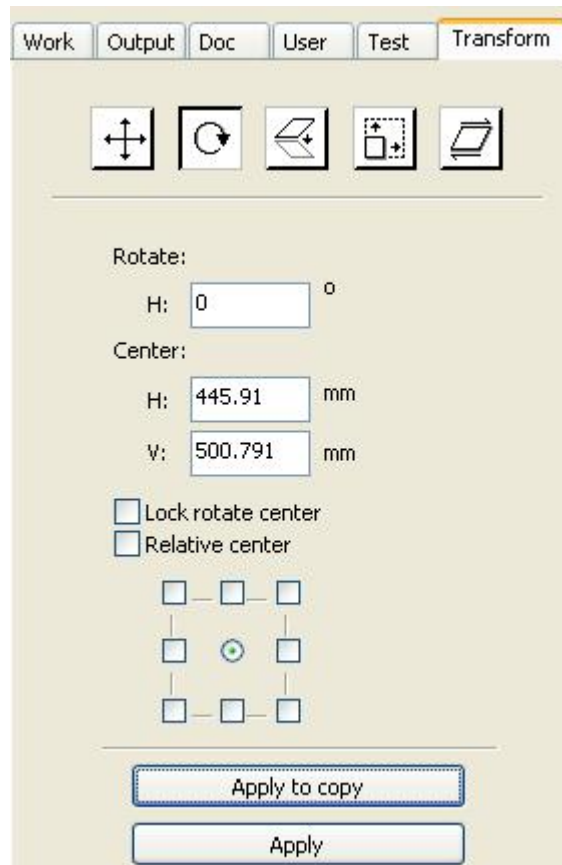 Work Output Doc User Test Transform
Rotate:
H: 0 o
Center:
H: 445.91 mm
V: 500.791 mm
Lock rotate center
Relative center
Apply to copy
Apply